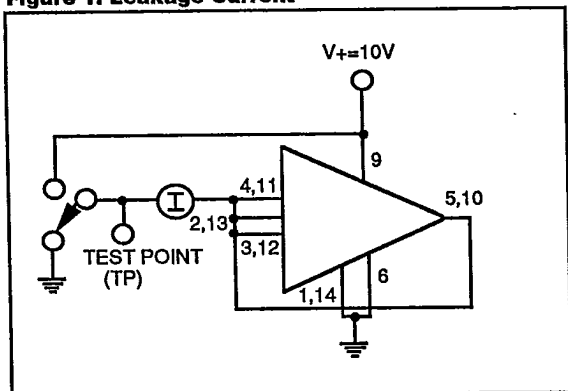 Figure 1. Leakage Current
V+=10V
9
4,11
5,10
I
2,13
3,12
TEST POINT
(TP)
1,14
6